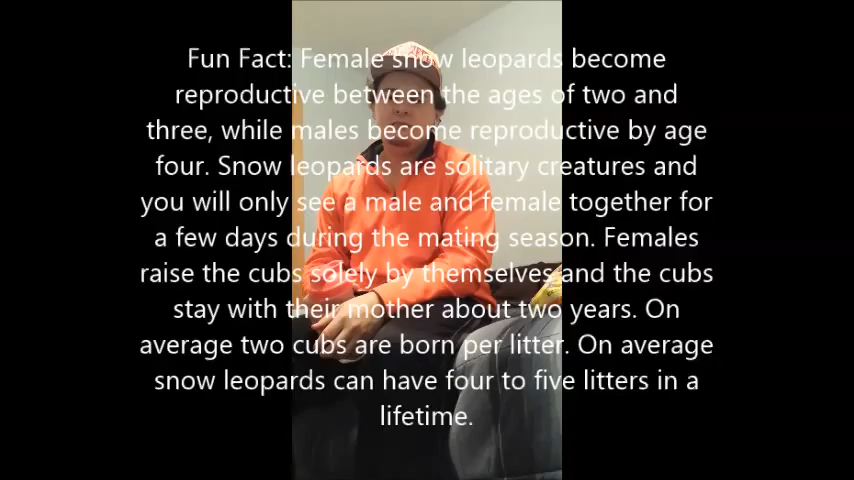 Fun Fact: Female snow leopards become
reproductive between the ages of two and
three, while males become reproductive by age
four. Snow leopards are solitary creatures and
you will only see a male and female together for
a few days during the mating season. Females
raise the cubs solely by themselves and the cubs
stay with their mother about two years. On
average two cubs are born per litter. On average
snow leopards can have four to five litters in a
lifetime.